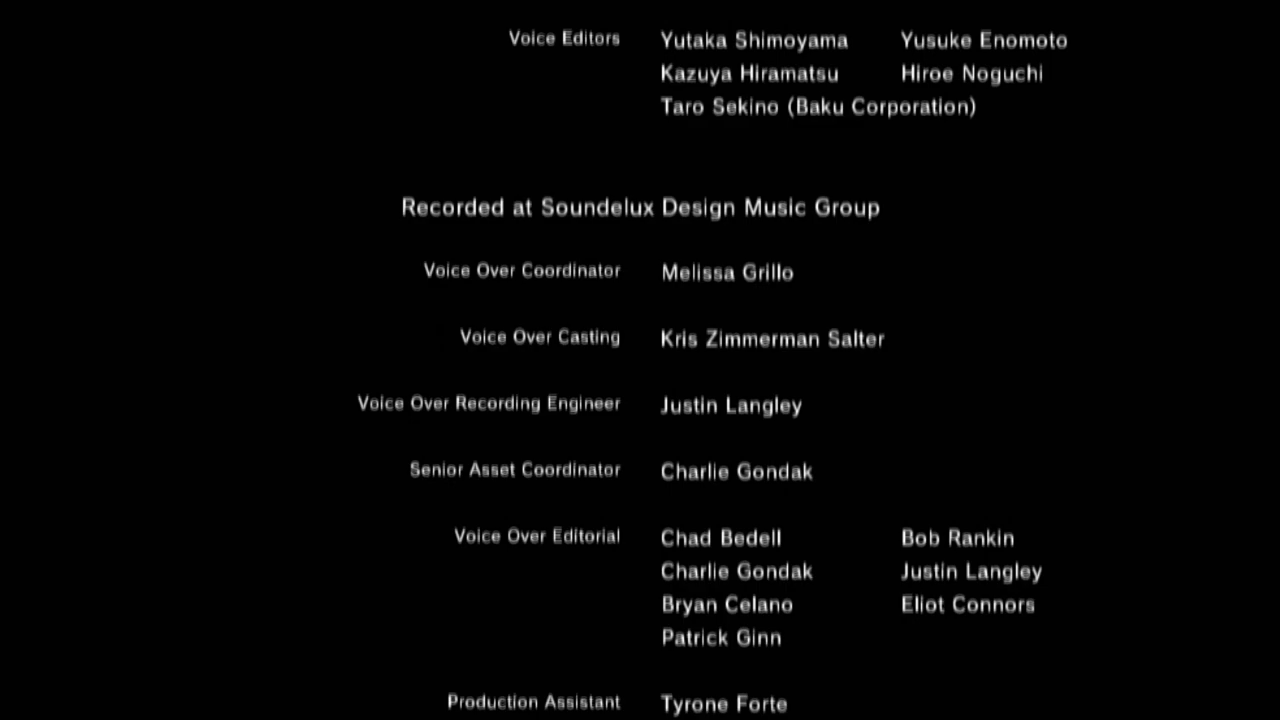 Voice Editors Yutaka Shimoyama Yusuke Enomoto
Kazuya Hiramatsu Hiroe Noguchi
Taro Sekino (Baku Corporation)
Recorded at Soundelux Design Music Group
Voice Over Coordinator Melissa Grillo
Voice Over Casting Kris Zimmerman Salter
Voice Over Recording Engineer Justin Langley
Senior Asset Coordinator Charlie Gondak
Voice Over Editorial Chad Bedell Bob Rankin
Charlie Gondak Justin Langley
Bryan Celano Eliot Connors
Patrick Ginn
Production Assistant Tyrone Forte